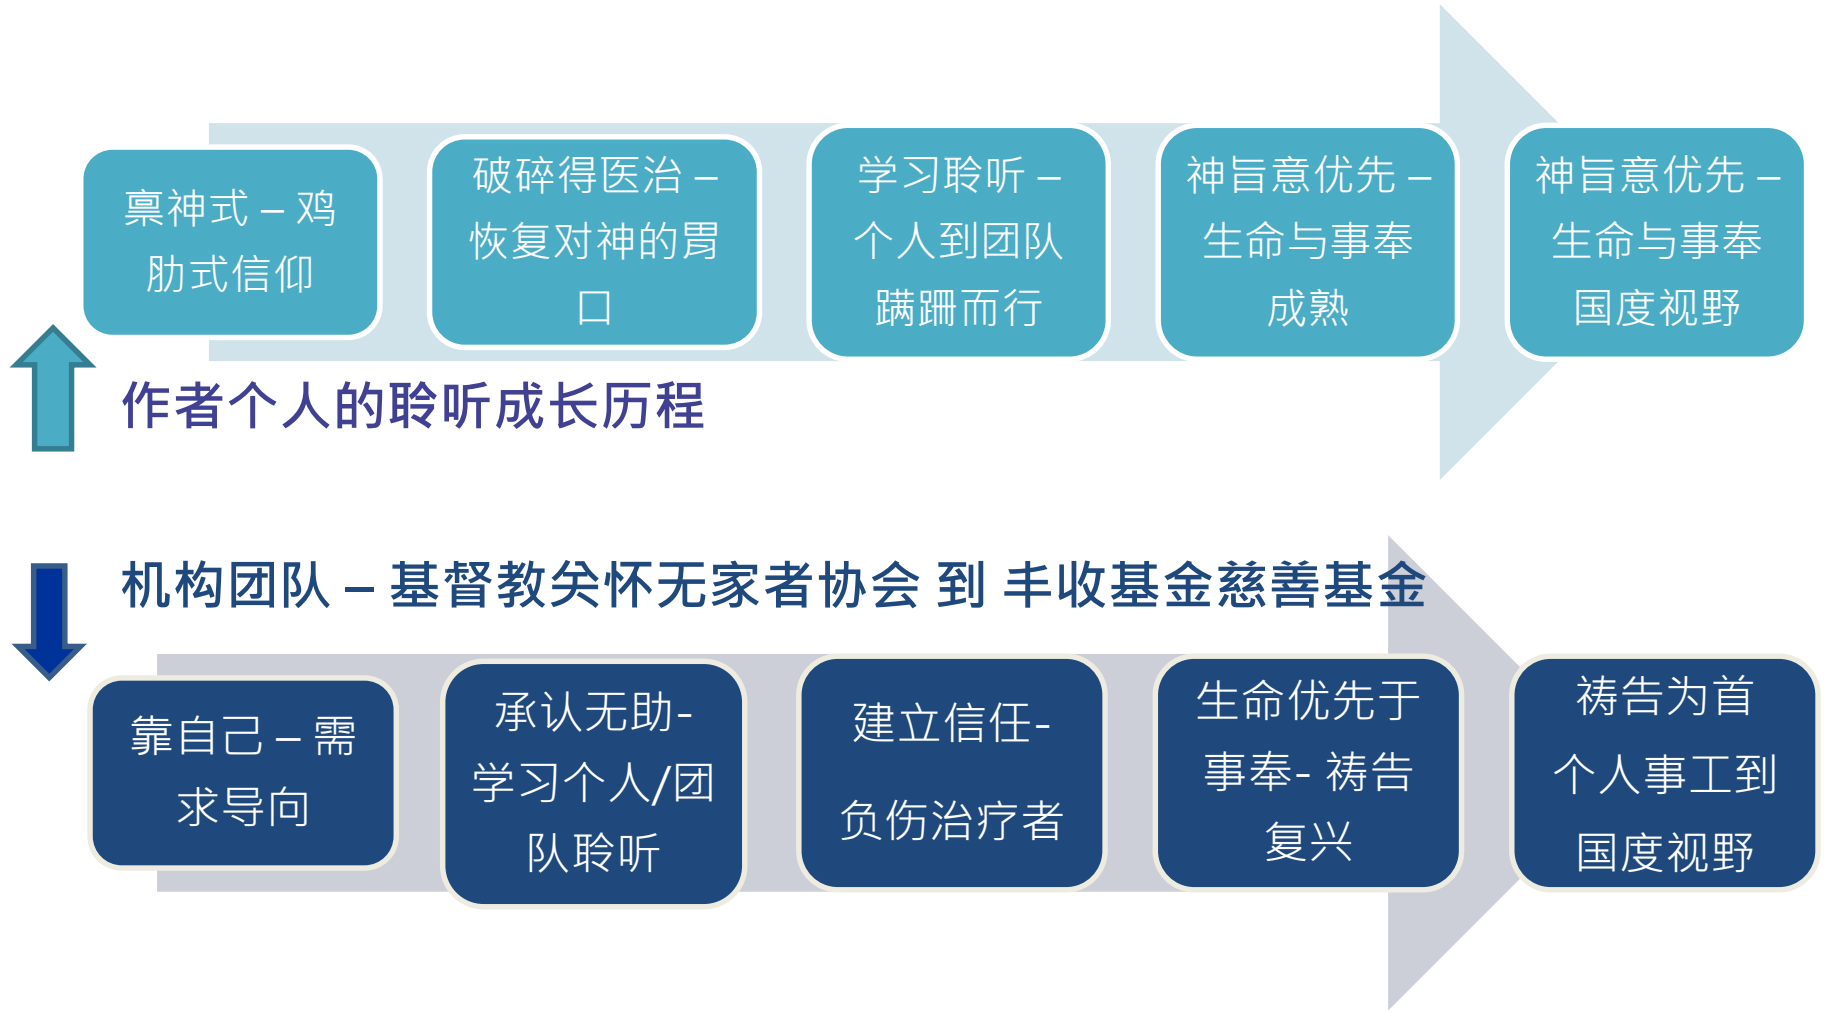 禀神式 – 鸡
肋式信仰
破碎得医治 –
恢复对神的胃
口
学习聆听 –
个人到团队
蹒跚而行
神旨意优先 –
生命与事奉
成熟
神旨意优先 –
生命与事奉
国度视野
作者个人的聆听成长历程
机构团队 – 基督教关怀无家者协会 到 丰收基金慈善基金
靠自己 – 需
求导向
承认无助-
学习个人/团
队聆听
建立信任-
负伤治疗者
生命优先于
事奉- 祷告
复兴
祷告为首
个人事工到
国度视野